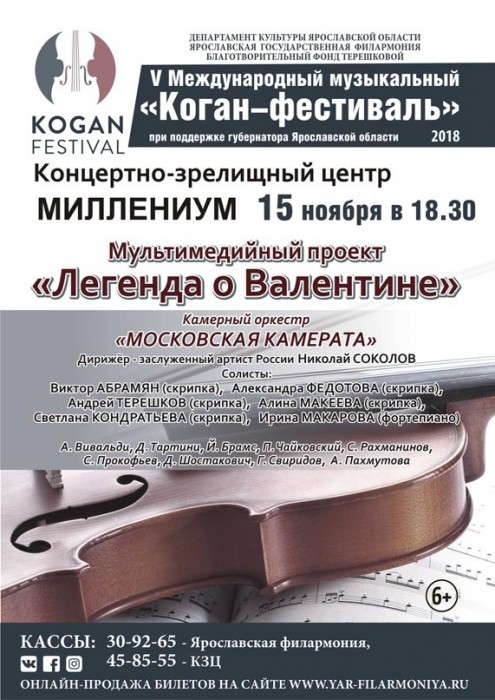 ДЕПАРТАМЕНТ КУЛЬТУРЫ ЯРОСЛАВСКОЙ ОБЛАСТИ
ЯРОСЛАВСКАЯ ГОСУДАРСТВЕННАЯ ФИЛАРМОНИЯ
БЛАГОТВОРИТЕЛЬНЫЙ ФОНД ТЕРЕШКОВОЙ
KOGAN
FESTIVAL
V Международный музыкальный
«Коган–фестиваль»
при поддержке губернатора Ярославской области 2018
Концертно-зрелищный центр
МИЛЛЕНИУМ 15 ноября в 18.30
Мультимедийный проект
«Легенда о Валентине»
Камерный оркестр
«МОСКОВСКАЯ КАМЕРАТА»
Дирижёр - заслуженный артист России Николай СОКОЛОВ
Солисты:
Виктор АБРАМЯН (скрипка), Александра ФЕДОТОВА (скрипка),
Андрей ТЕРЕШКОВ (скрипка), Алина МАКЕЕВА (скрипка),
Светлана КОНДРАТЬЕВА (скрипка), Ирина МАКАРОВА (фортепиано)
А. Вивальди, Д. Тартини, Й. Брамс, П. Чайковский, С. Рахманинов,
С. Прокофьев, Д. Шостакович, Г. Свиридов, А. Пахмутова
6+
КАССЫ: 30-92-65 - Ярославская филармония,
45-85-55 - КЗЦ
ОНЛАЙН-ПРОДАЖА БИЛЕТОВ НА САЙТЕ WWW.YAR-FILARMONIYA.RU